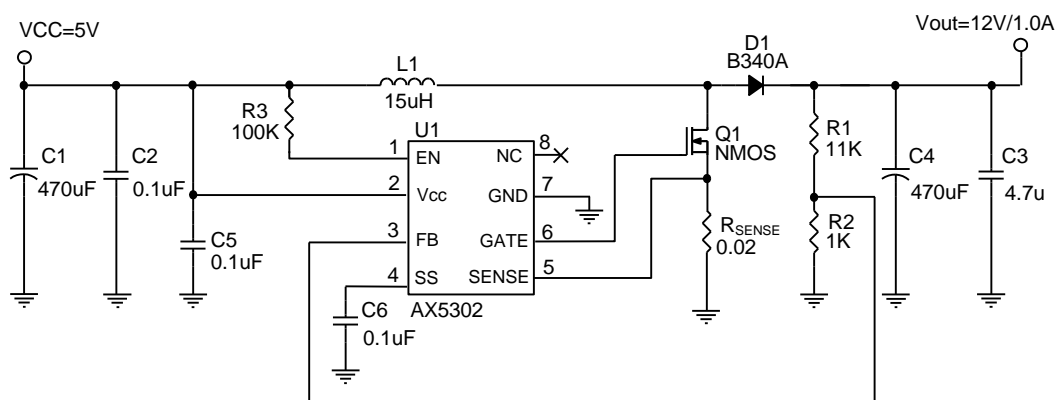 VCC=5V
Vout=12V/1.0A
D1
B340A
L1
15uH
R3
100K
U1
Q1
NMOS
R1
11K
C1
470uF
C2
0.1uF
C4
470uF
C3
4.7u
1
EN
NC
8
2
Vcc
GND
7
3
FB
GATE
6
4
SS
SENSE
5
C5
0.1uF
RSENSE
0.02
R2
1K
AX5302
C6
0.1uF